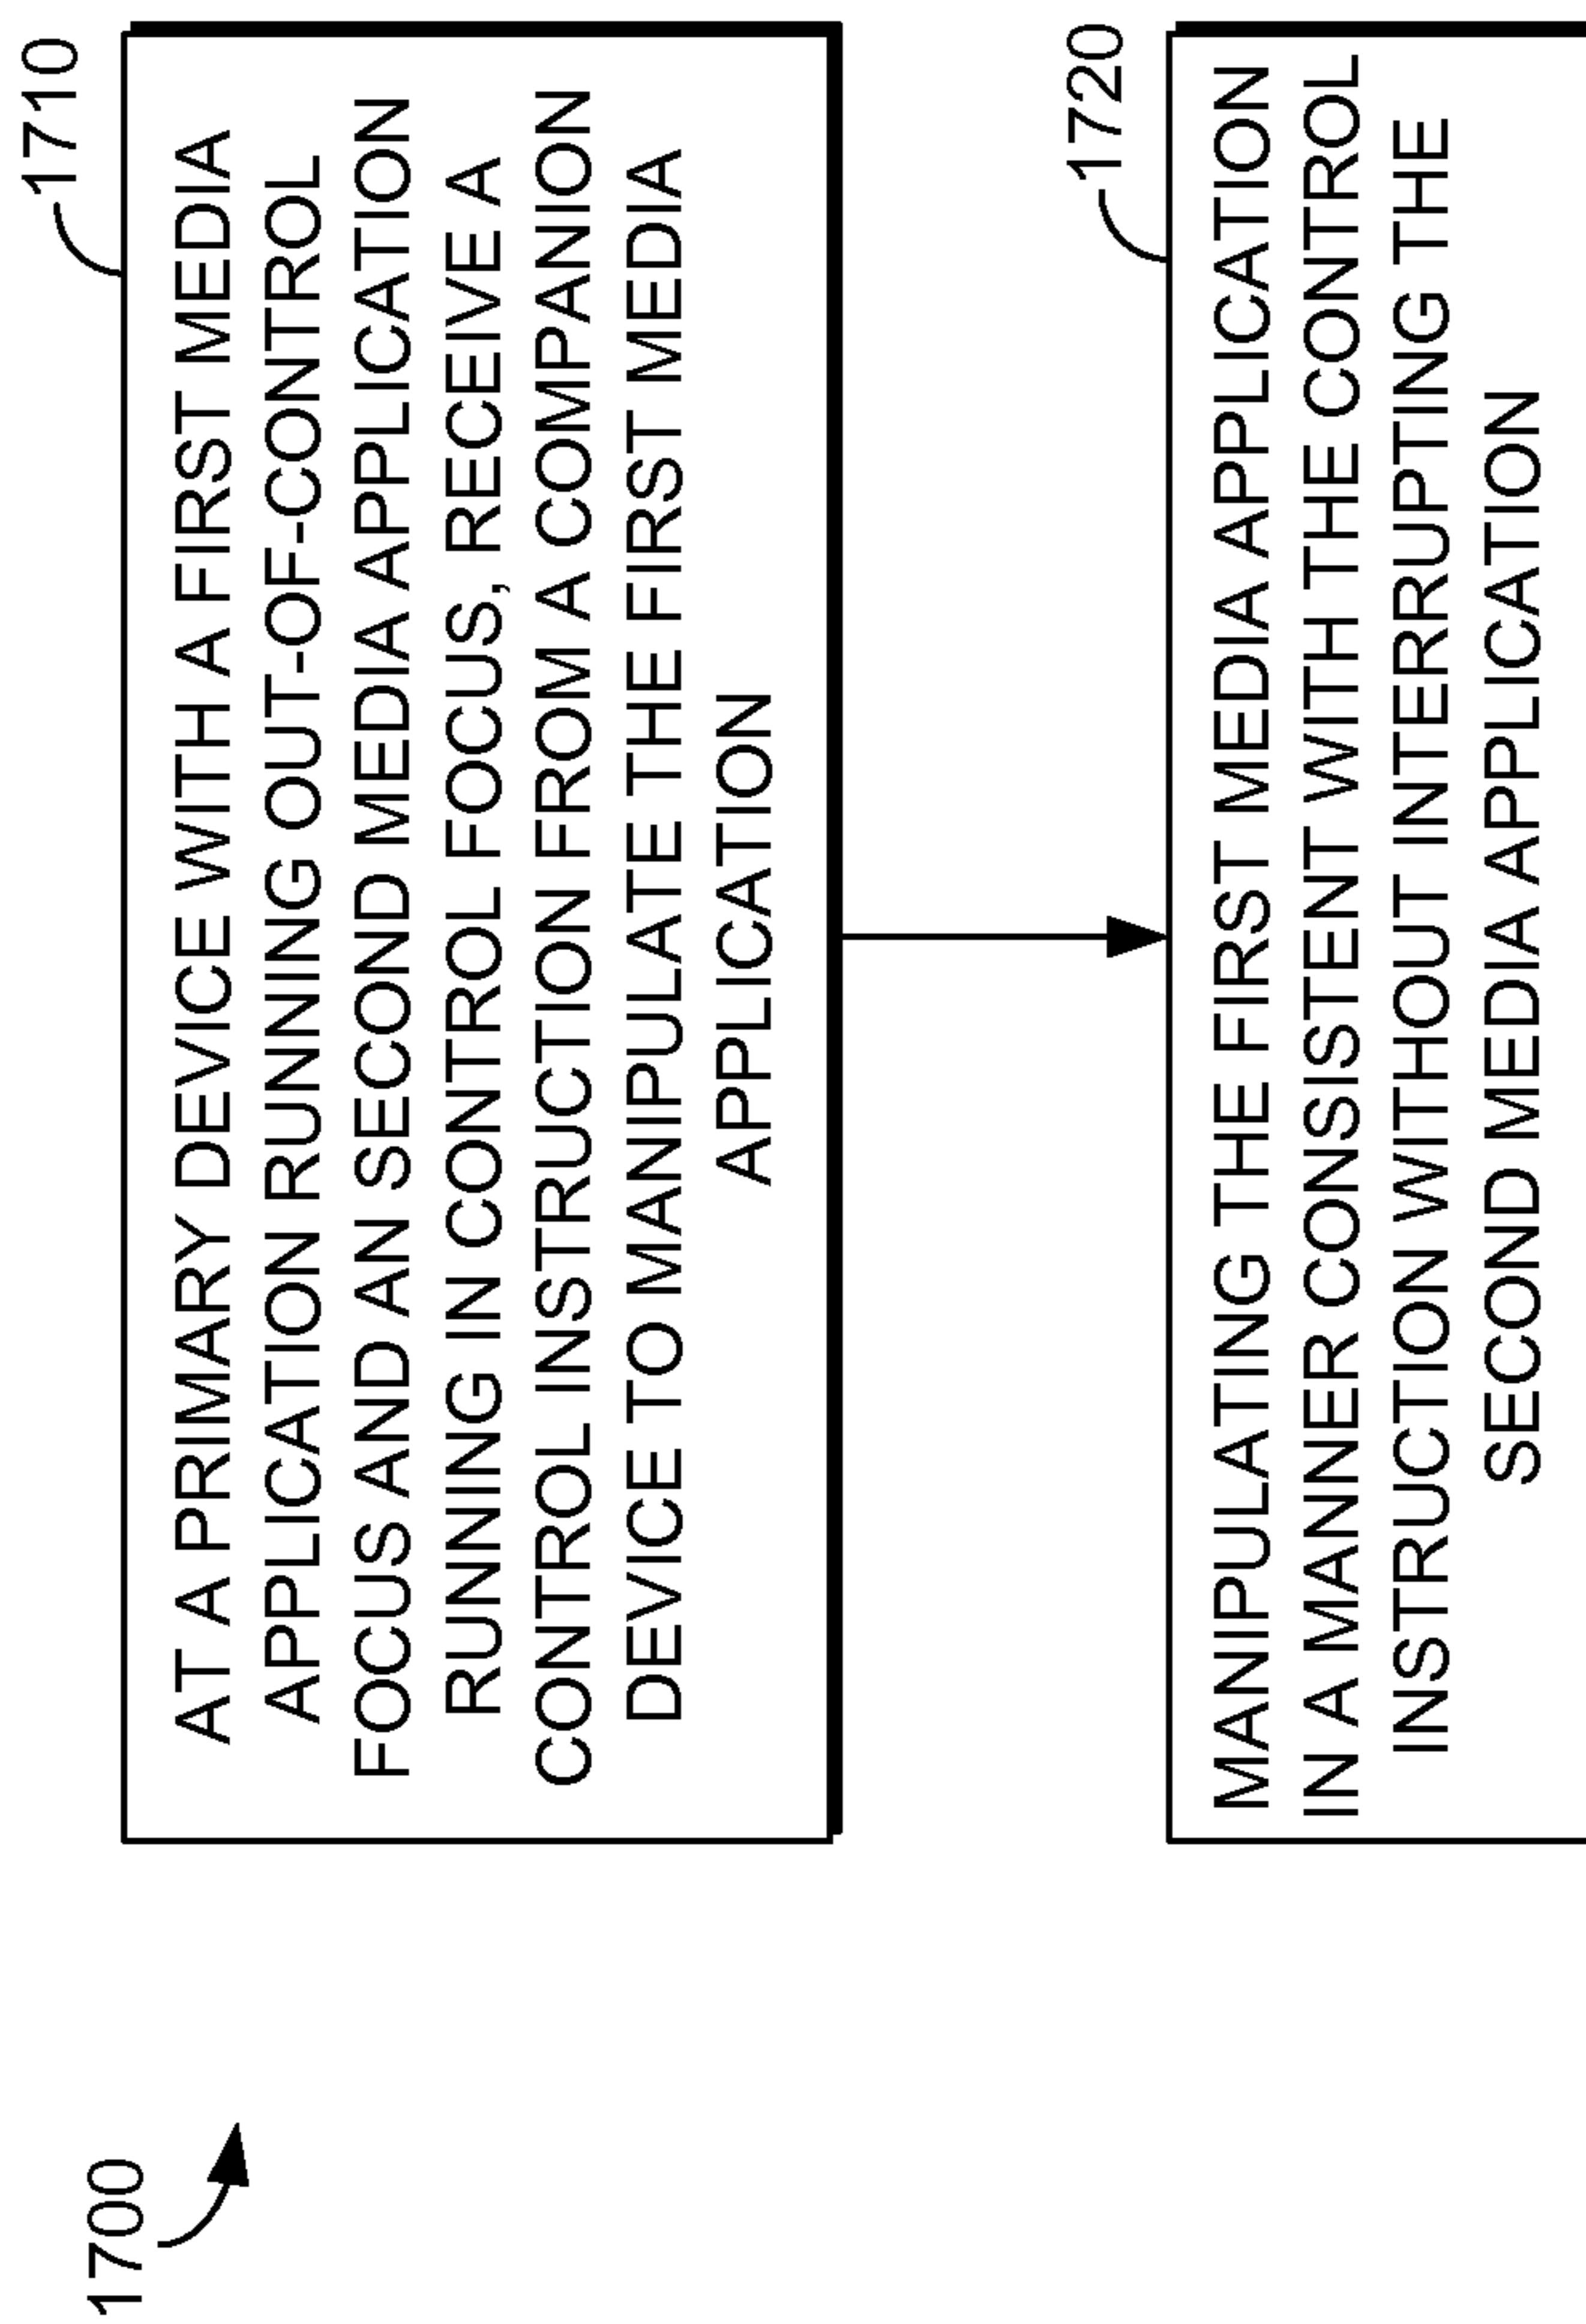 1700
1710
AT A PRIMARY DEVICE WITH A FIRST MEDIA
APPLICATION RUNNING OUT-OF-CONTROL
FOCUS AND AN SECOND MEDIA APPLICATION
RUNNING IN CONTROL FOCUS, RECEIVE A
CONTROL INSTRUCTION FROM A COMPANION
DEVICE TO MANIPULATE THE FIRST MEDIA
APPLICATION
1720
MANIPULATING THE FIRST MEDIA APPLICATION
IN A MANNER CONSISTENT WITH THE CONTROL
INSTRUCTION WITHOUT INTERRUPTING THE
SECOND MEDIA APPLICATION